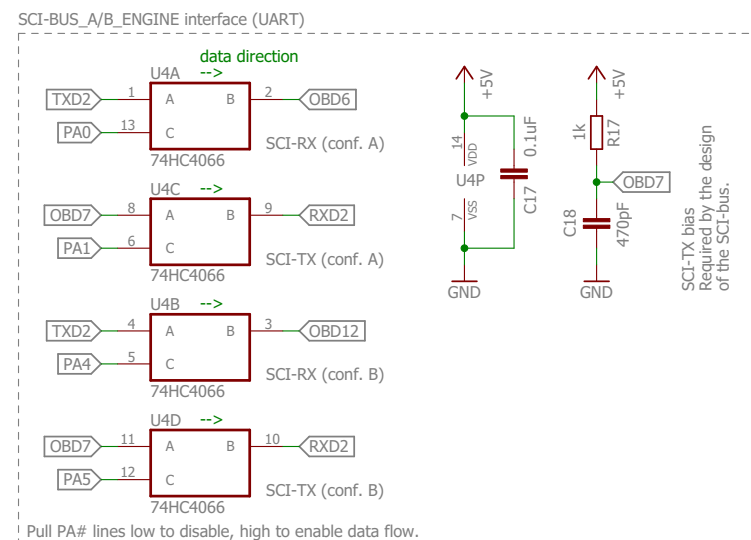 SCI-BUS_A/B_ENGINE interface (UART)
data direction
U4A -->
TXD2 1 A B 2 OBD6
PA0 13 C
SCI-RX (conf. A)
74HC4066
U4C -->
OBD7 8 A B 9 RXD2
PA1 6 C
SCI-TX (conf. A)
74HC4066
U4B -->
TXD2 4 A B 3 OBD12
PA4 5 C
SCI-RX (conf. B)
74HC4066
U4D -->
OBD7 11 A B 10 RXD2
PA5 12 C
SCI-TX (conf. B)
74HC4066
+5V
14 VDD
U4P
7 VSS
0.1uF
C17
GND
+5V
1k
R17
OBD7
C18
470pF
GND
SCI-TX bias
Required by the design
of the SCI-bus.
Pull PA# lines low to disable, high to enable data flow.